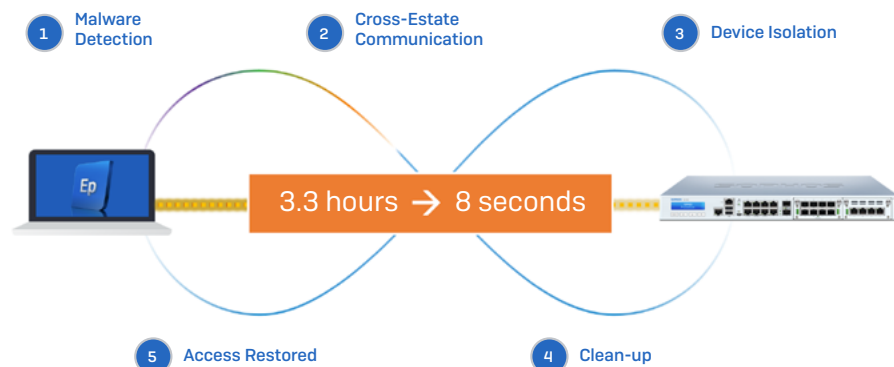 1
Malware
Detection
2
Cross-Estate
Communication
3
Device Isolation
Ep
3.3 hours → 8 seconds
5
Access Restored
4
Clean-up